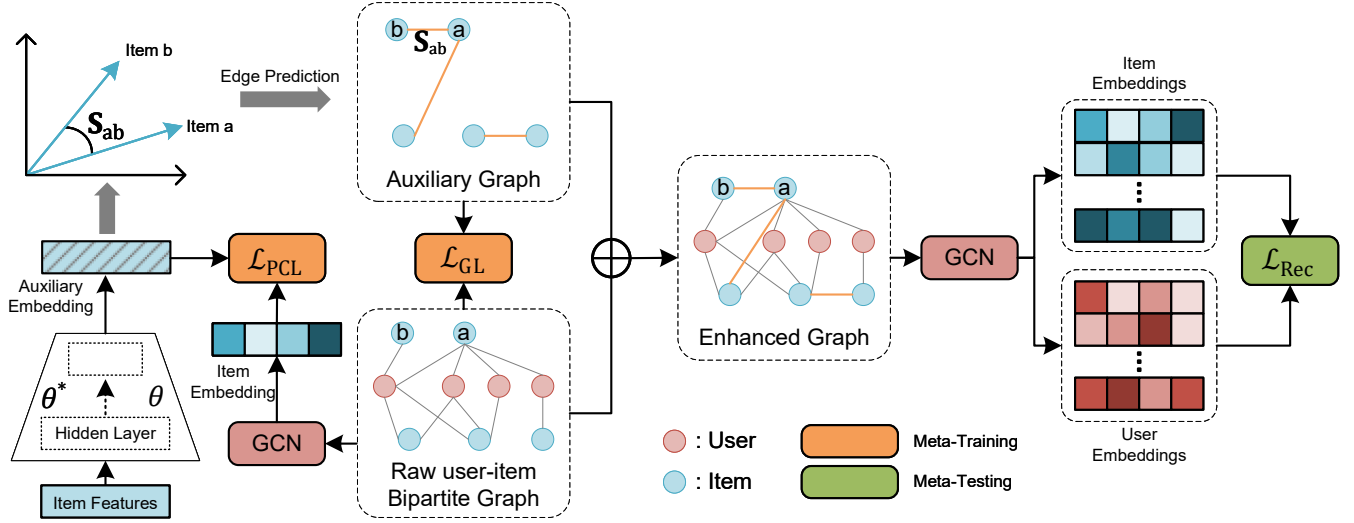 Item b
Item a
S_ab
Edge Prediction
b
a
S_ab
Auxiliary Graph
Auxiliary
Embedding
ℒ_PCL
ℒ_GL
Item
Embedding
θ*
θ
Hidden Layer
Item Features
GCN
b
a
Raw user-item
Bipartite Graph
b
a
Enhanced Graph
GCN
Item
Embeddings
ℒ_Rec
User
Embeddings
: User
: Item
Meta-Training
Meta-Testing